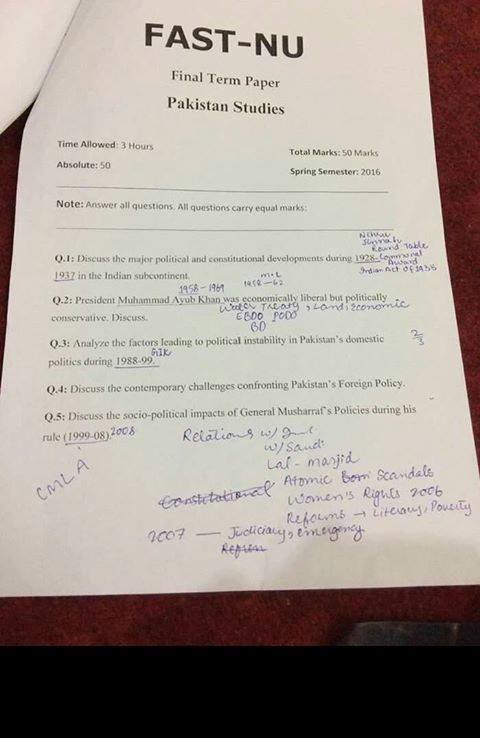 FAST-NU
Final Term Paper
Pakistan Studies
Time Allowed: 3 Hours
Total Marks: 50 Marks
Absolute: 50
Spring Semester: 2016
Note: Answer all questions. All questions carry equal marks:
Nehru
Jinnah
Round Table
Q.1: Discuss the major political and constitutional developments during 1928- Communal
Award
1937 in the Indian subcontinent.
Indian Act of 1935
1958-1969
M.L
1958-62
Q.2: President Muhammad Ayub Khan was economically liberal but politically
Water Treaty, Land, Economic
conservative. Discuss.
EBDO PODO
BD
Q.3: Analyze the factors leading to political instability in Pakistan's domestic
2/3
politics during 1988-99.
GIK
Q.4: Discuss the contemporary challenges confronting Pakistan's Foreign Policy.
Q.5: Discuss the socio-political impacts of General Musharraf's Policies during his
rule (1999-08) 2008
Relations w/
w/ Saudi
Lal-masjid
CMLA
Atomic Bom Scandals
Constitutional Women's Rights 2006
Reforms → Literacy, Poverty
2007 — Judiciary, emergency